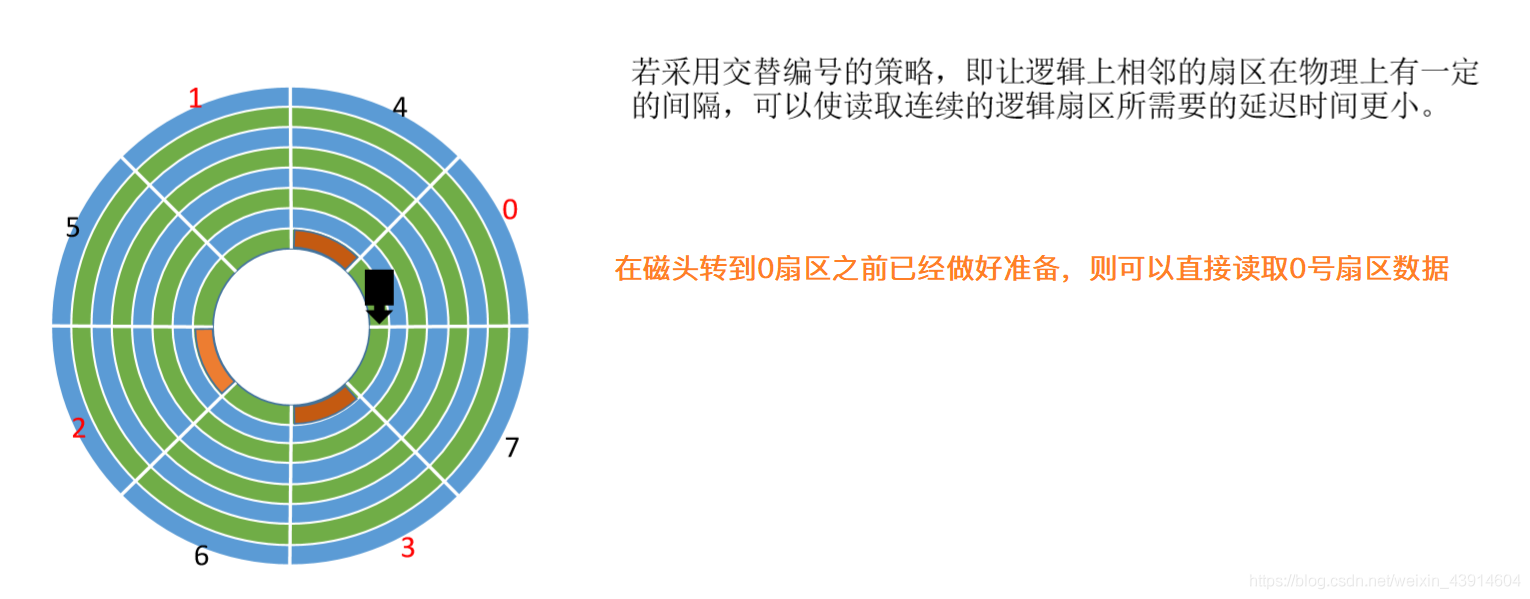 若采用交替编号的策略，即让逻辑上相邻的扇区在物理上有一定
的间隔，可以使读取连续的逻辑扇区所需要的延迟时间更小。
1
4
5
0
在磁头转到0扇区之前已经做好准备，则可以直接读取0号扇区数据
2
7
6
3
https://blog.csdn.net/weixin_43914604